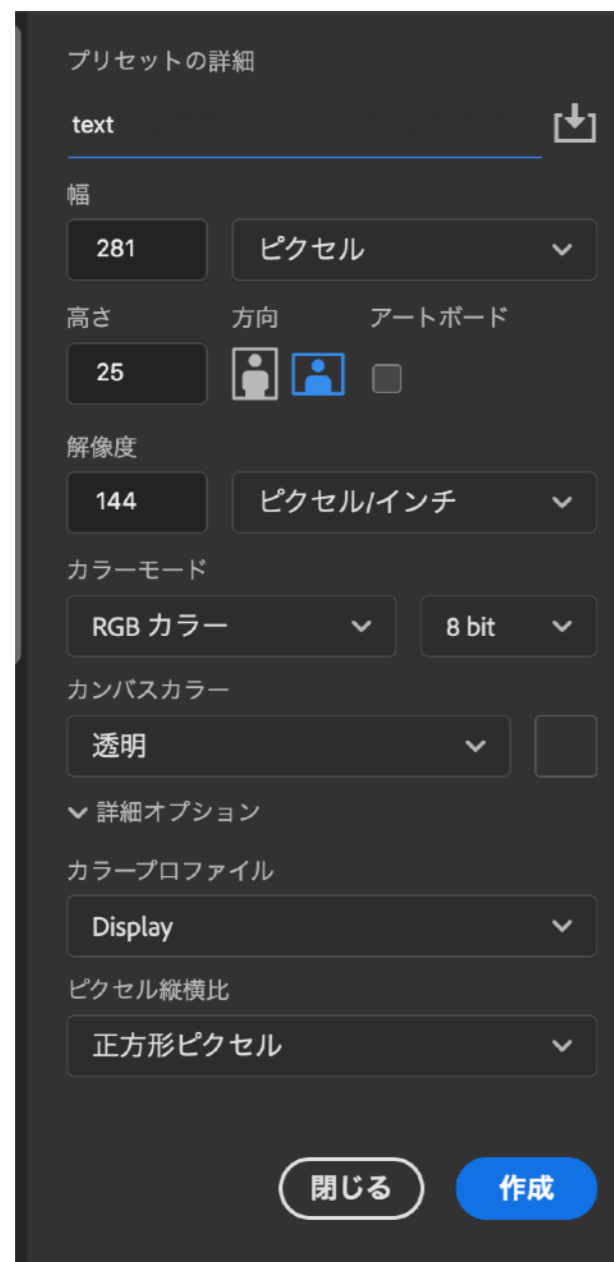 プリセットの詳細
text
幅
281 ピクセル
高さ 方向 アートボード
25
解像度
144 ピクセル/インチ
カラーモード
RGB カラー 8 bit
カンバスカラー
透明
詳細オプション
カラープロファイル
Display
ピクセル縦横比
正方形ピクセル
閉じる 作成